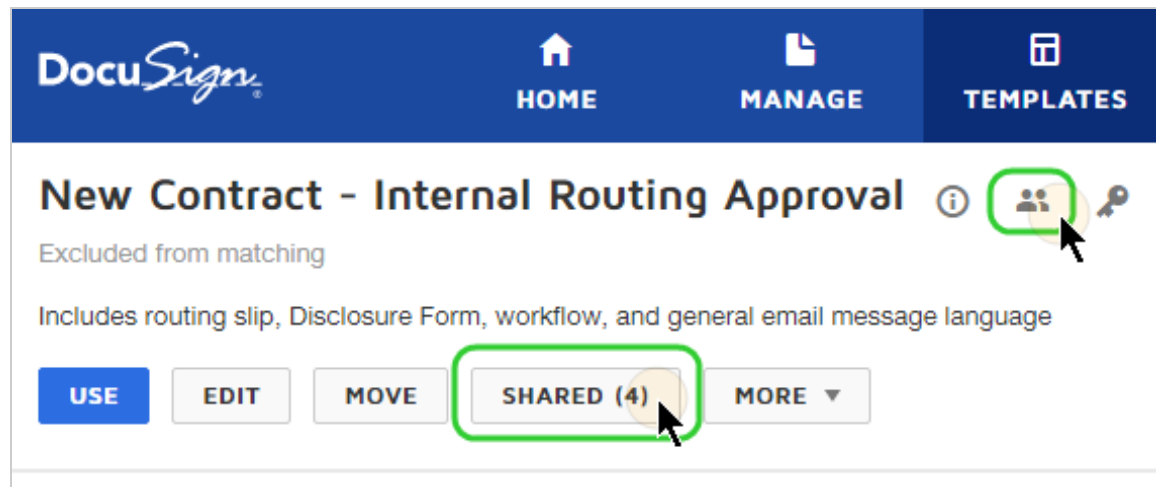 DocuSign®
HOME
MANAGE
TEMPLATES
New Contract - Internal Routing Approval
Excluded from matching
Includes routing slip, Disclosure Form, workflow, and general email message language
USE
EDIT
MOVE
SHARED (4)
MORE